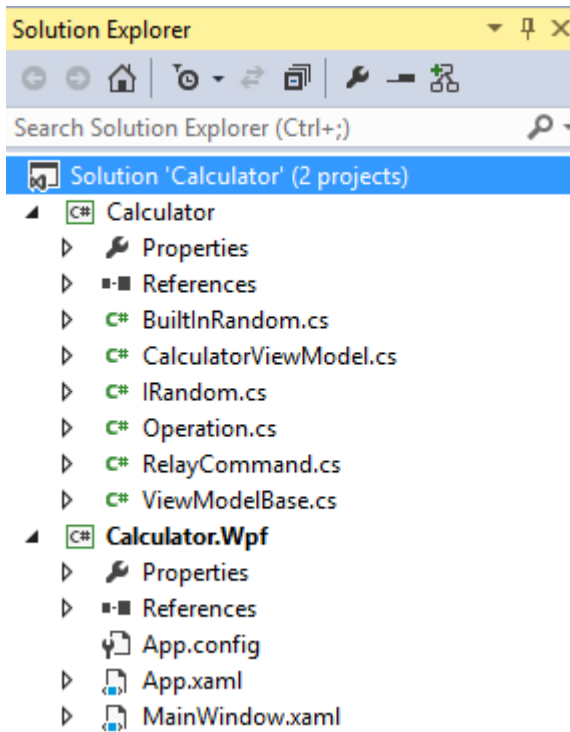 Solution Explorer
Search Solution Explorer (Ctrl+;)
Solution 'Calculator' (2 projects)
C# Calculator
Properties
References
C# BuiltInRandom.cs
C# CalculatorViewModel.cs
C# IRandom.cs
C# Operation.cs
C# RelayCommand.cs
C# ViewModelBase.cs
C# Calculator.Wpf
Properties
References
App.config
App.xaml
MainWindow.xaml